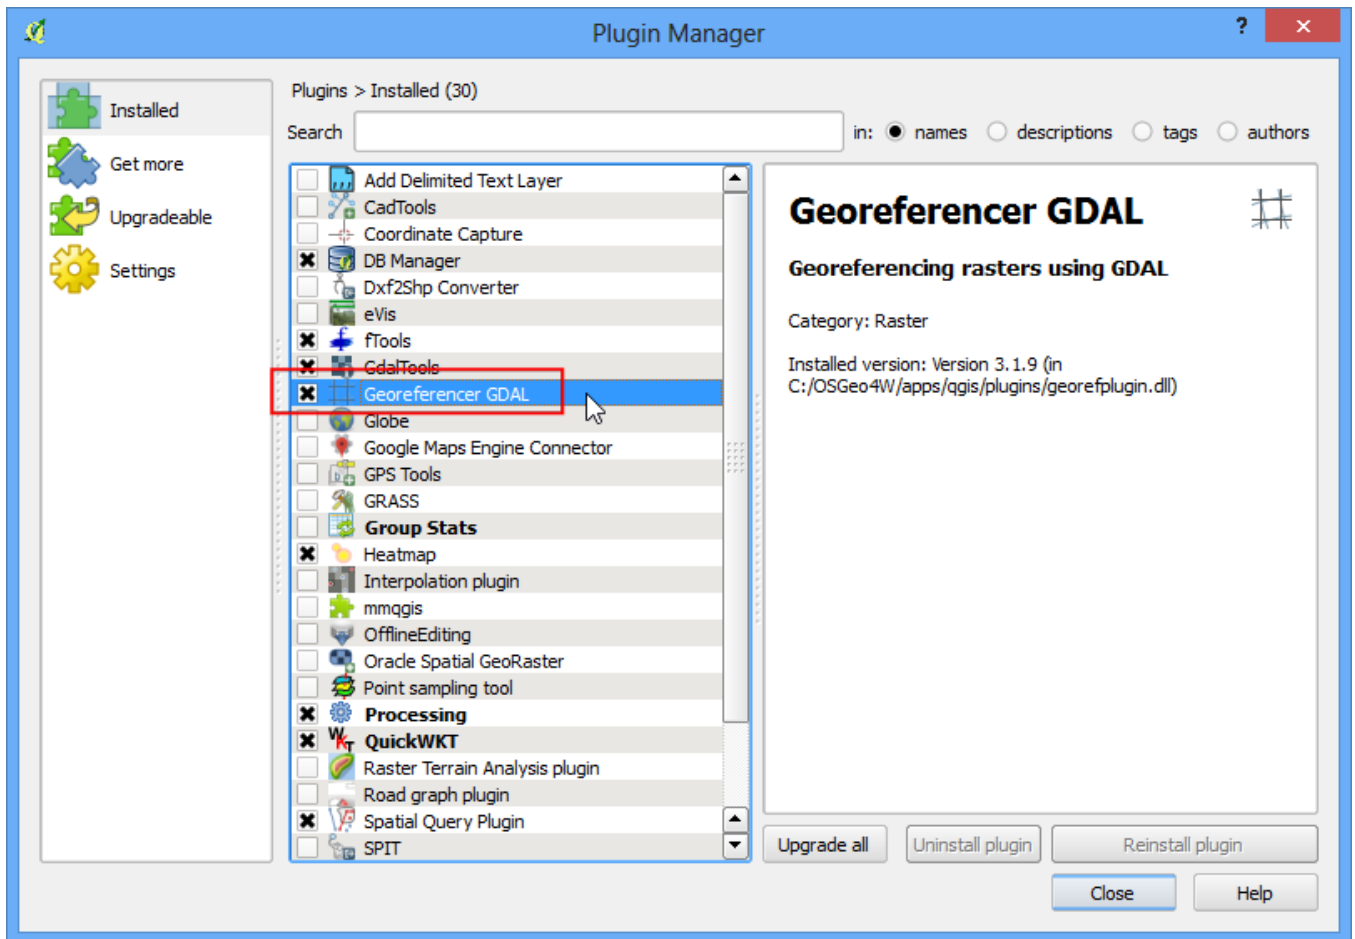 Plugin Manager
?
Installed
Get more
Upgradeable
Settings
Plugins > Installed (30)
Search
in: names descriptions tags authors
Add Delimited Text Layer
CadTools
Coordinate Capture
DB Manager
Dxf2Shp Converter
eVis
fTools
GdalTools
Georeferencer GDAL
Globe
Google Maps Engine Connector
GPS Tools
GRASS
Group Stats
Heatmap
Interpolation plugin
mmqgis
OfflineEditing
Oracle Spatial GeoRaster
Point sampling tool
Processing
WKT QuickWKT
Raster Terrain Analysis plugin
Road graph plugin
Spatial Query Plugin
SPIT
Georeferencer GDAL
Georeferencing rasters using GDAL
Category: Raster
Installed version: Version 3.1.9 (in
C:/OSGeo4W/apps/qgis/plugins/georefplugin.dll)
Upgrade all
Uninstall plugin
Reinstall plugin
Close
Help